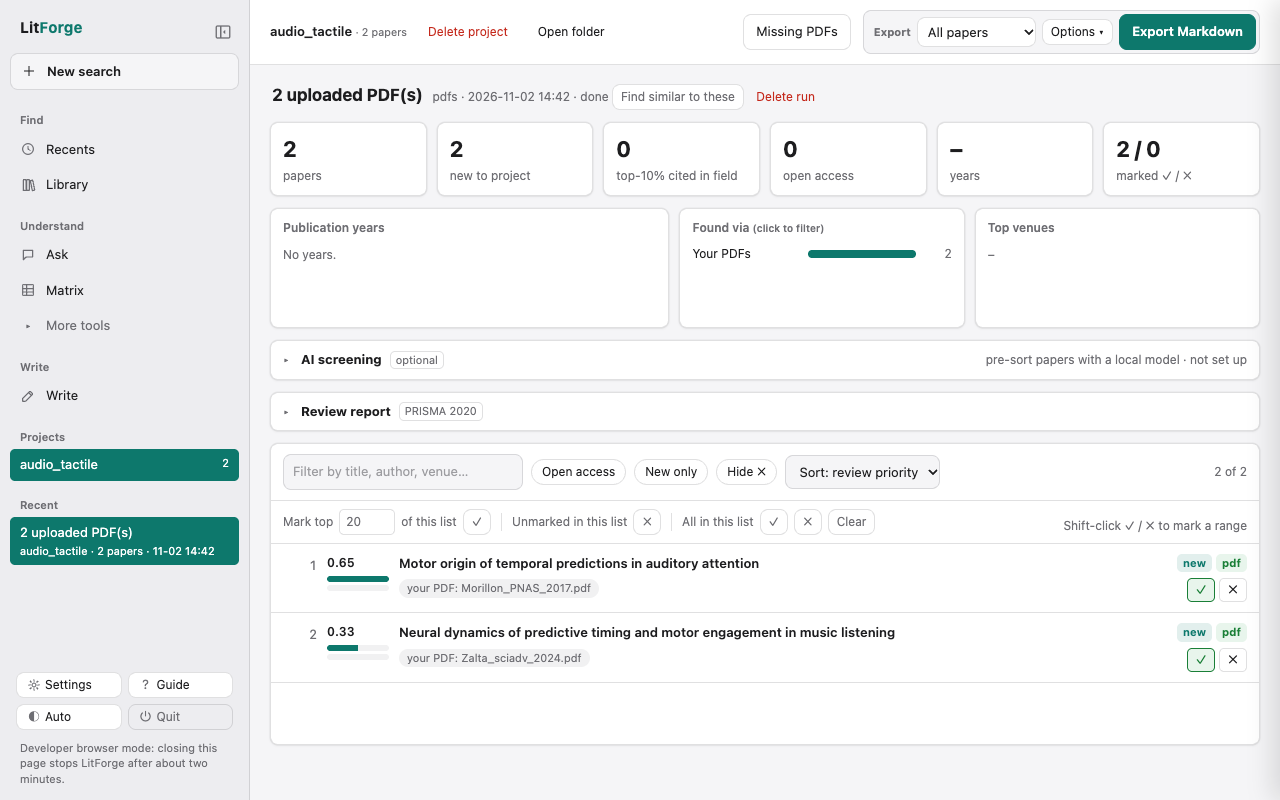 LitForge
New search
Find
Recents
Library
Understand
Ask
Matrix
More tools
Write
Write
Projects
audio_tactile 2
Recent
2 uploaded PDF(s)
audio_tactile · 2 papers · 11-02 14:42
Settings
? Guide
Auto
Quit
Developer browser mode: closing this
page stops LitForge after about two
minutes.
audio_tactile · 2 papers Delete project Open folder Missing PDFs Export All papers Options Export Markdown
2 uploaded PDF(s) pdfs · 2026-11-02 14:42 · done Find similar to these Delete run
2
papers
2
new to project
0
top-10% cited in field
0
open access
–
years
2 / 0
marked ✓ / ✕
Publication years
No years.
Found via (click to filter)
Your PDFs 2
Top venues
–
AI screening optional pre-sort papers with a local model · not set up
Review report PRISMA 2020
Filter by title, author, venue… Open access New only Hide ✕ Sort: review priority 2 of 2
Mark top 20 of this list ✓ Unmarked in this list ✕ All in this list ✓ ✕ Clear Shift-click ✓ / ✕ to mark a range
1 0.65 Motor origin of temporal predictions in auditory attention new pdf
your PDF: Morillon_PNAS_2017.pdf ✓ ✕
2 0.33 Neural dynamics of predictive timing and motor engagement in music listening new pdf
your PDF: Zalta_sciadv_2024.pdf ✓ ✕